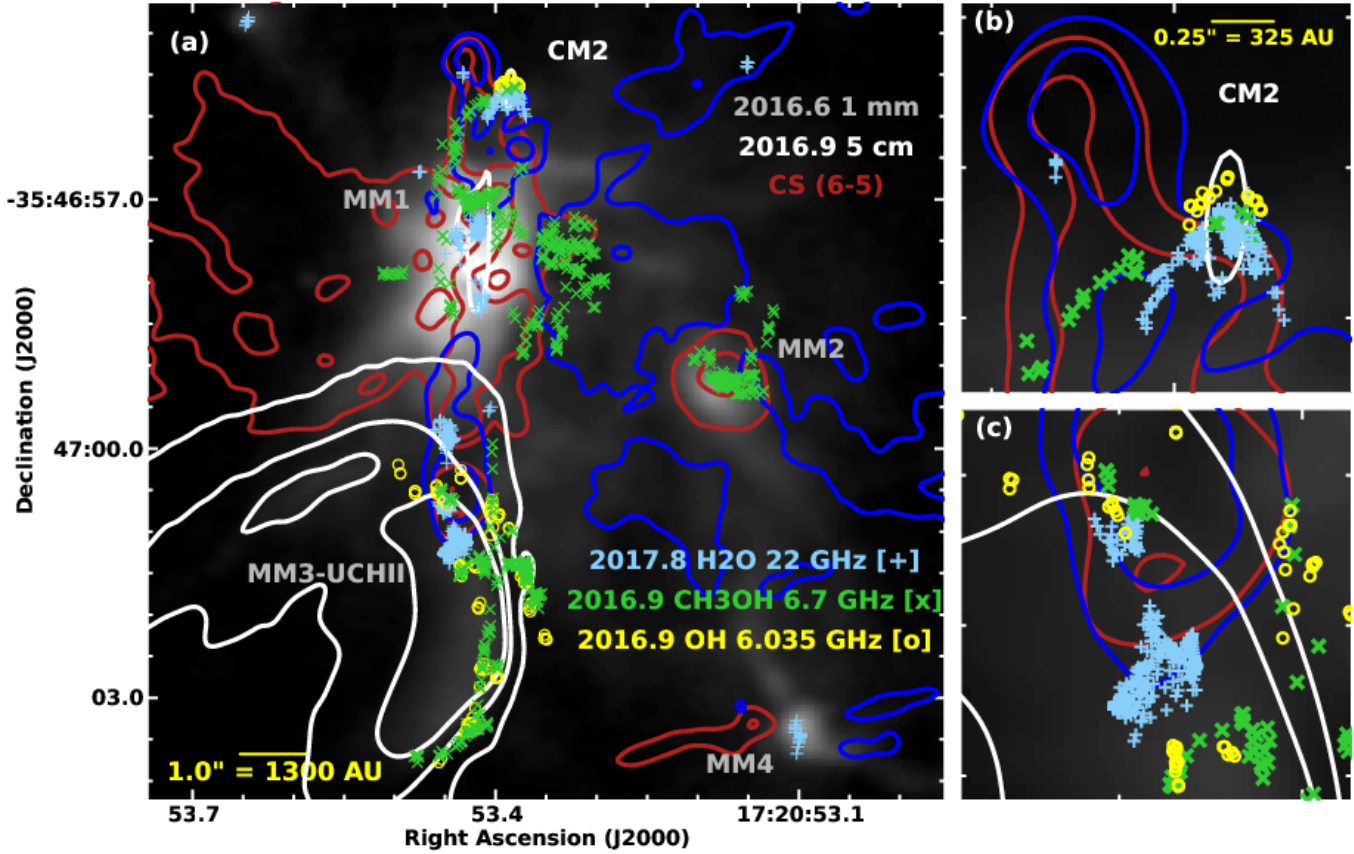 (a)
CM2
2016.6 1 mm
2016.9 5 cm
CS (6-5)
MM1
-35:46:57.0
MM2
47:00.0
Declination (J2000)
MM3-UCHII
2017.8 H2O 22 GHz [+]
2016.9 CH3OH 6.7 GHz [x]
2016.9 OH 6.035 GHz [o]
03.0
1.0" = 1300 AU
MM4
53.7
53.4
17:20:53.1
Right Ascension (J2000)
(b)
0.25" = 325 AU
CM2
(c)